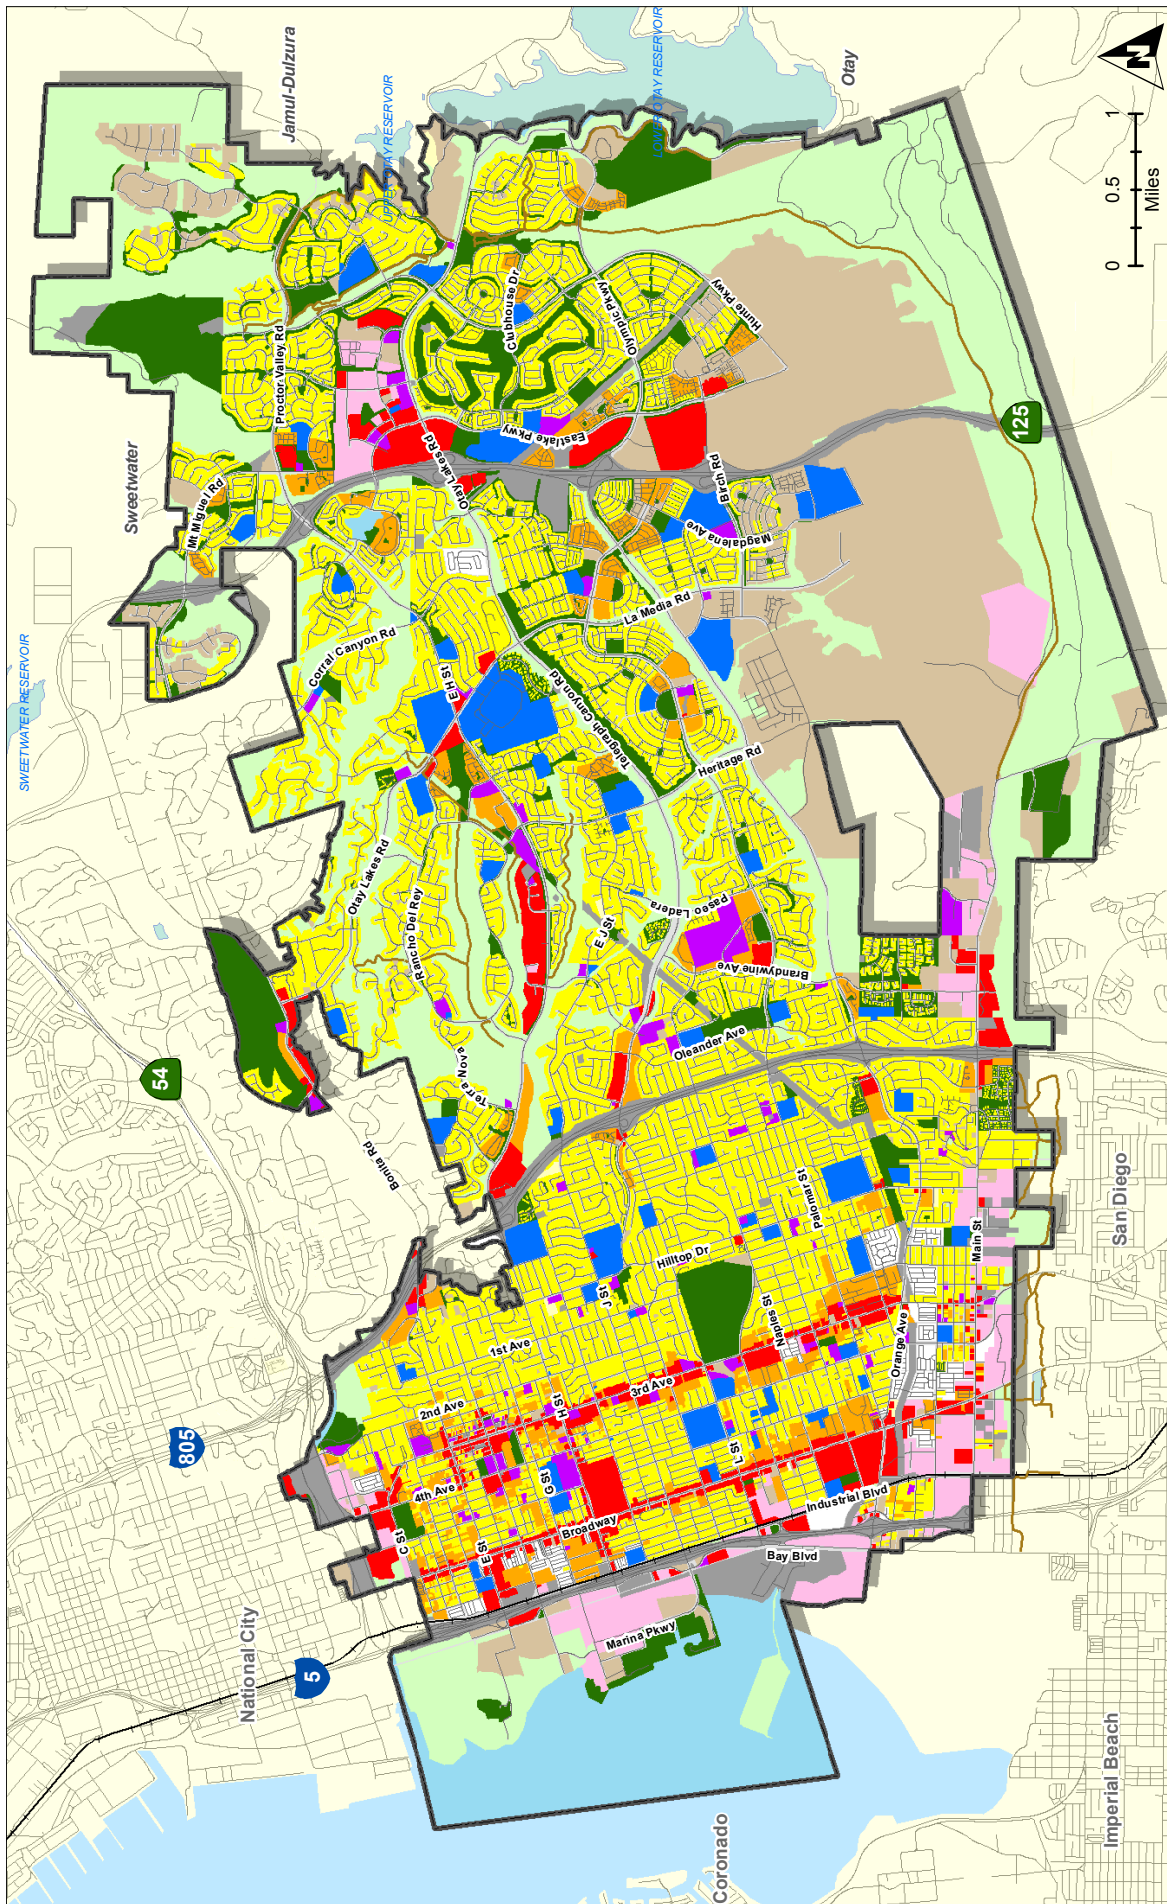 Jamul-Dulzura
UPPER OTAY RESERVOIR
LOWER OTAY RESERVOIR
Otay
N
0 0.5 1
Miles
Sweetwater
SWEETWATER RESERVOIR
Mt Miguel Rd
Proctor Valley Rd
Otay Lakes Rd
Eastlake Pkwy
Clubhouse Dr
Olympic Pkwy
Hunte Pkwy
125
Birch Rd
Magdalena Ave
La Media Rd
Corral Canyon Rd
E H St
Telegraph Canyon Rd
Heritage Rd
Otay Lakes Rd
Rancho Del Rey
E J St
Paseo Ladera
Brandywine Ave
Oleander Ave
Terra Nova
54
Bonita Rd
805
1st Ave
2nd Ave
J St
Hilltop Dr
Palomar St
Naples St
Main St
San Diego
Orange Ave
H St
3rd Ave
4th Ave
G St
L St
C St
E St
Broadway
Industrial Blvd
Bay Blvd
Marina Pkwy
National City
5
Coronado
Imperial Beach